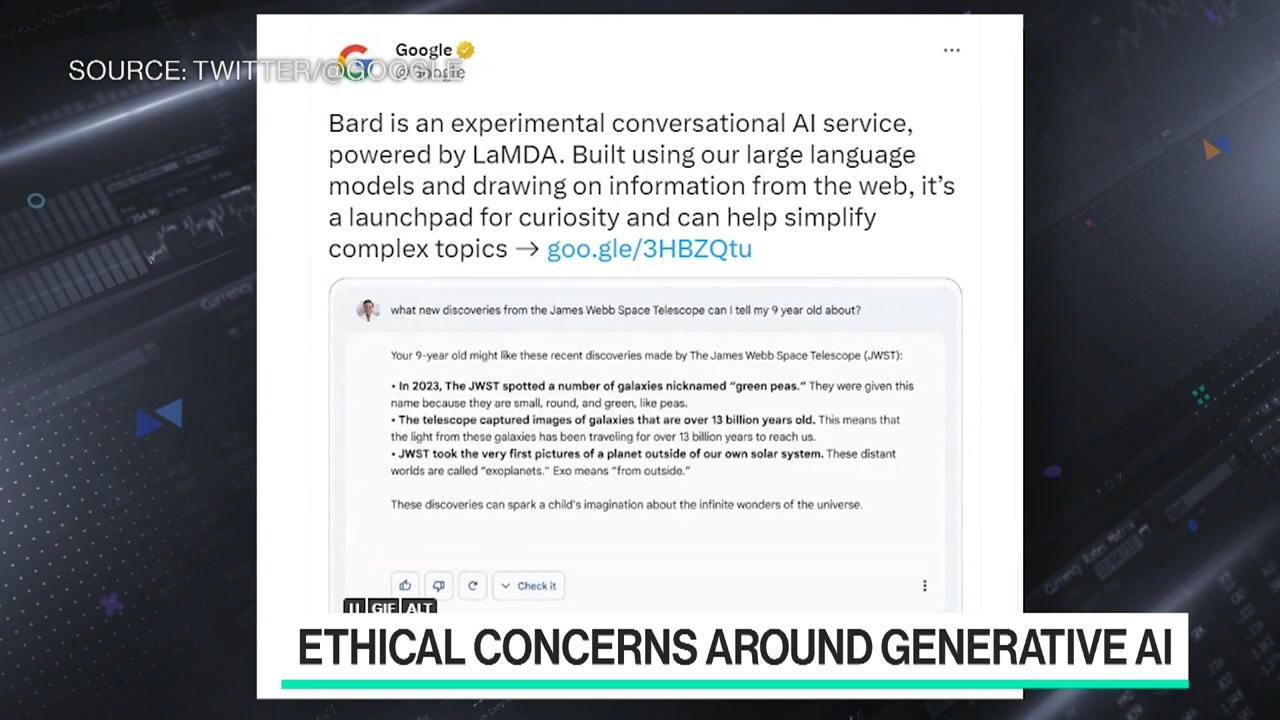 SOURCE: TWITTER/@GOOGLE
Google
@Google
Bard is an experimental conversational AI service,
powered by LaMDA. Built using our large language
models and drawing on information from the web, it's
a launchpad for curiosity and can help simplify
complex topics → goo.gle/3HBZQtu
what new discoveries from the James Webb Space Telescope can I tell my 9 year old about?
Your 9-year old might like these recent discoveries made by The James Webb Space Telescope (JWST):
• In 2023, The JWST spotted a number of galaxies nicknamed "green peas." They were given this
name because they are small, round, and green, like peas.
• The telescope captured images of galaxies that are over 13 billion years old. This means that
the light from these galaxies has been traveling for over 13 billion years to reach us.
• JWST took the very first pictures of a planet outside of our own solar system. These distant
worlds are called "exoplanets." Exo means "from outside."
These discoveries can spark a child's imagination about the infinite wonders of the universe.
Check it
GIF ALT
ETHICAL CONCERNS AROUND GENERATIVE AI